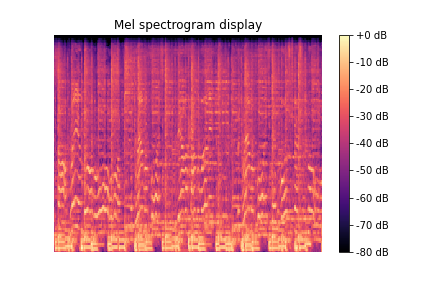 Mel spectrogram display
+0 dB
-10 dB
-20 dB
-30 dB
-40 dB
-50 dB
-60 dB
-70 dB
-80 dB